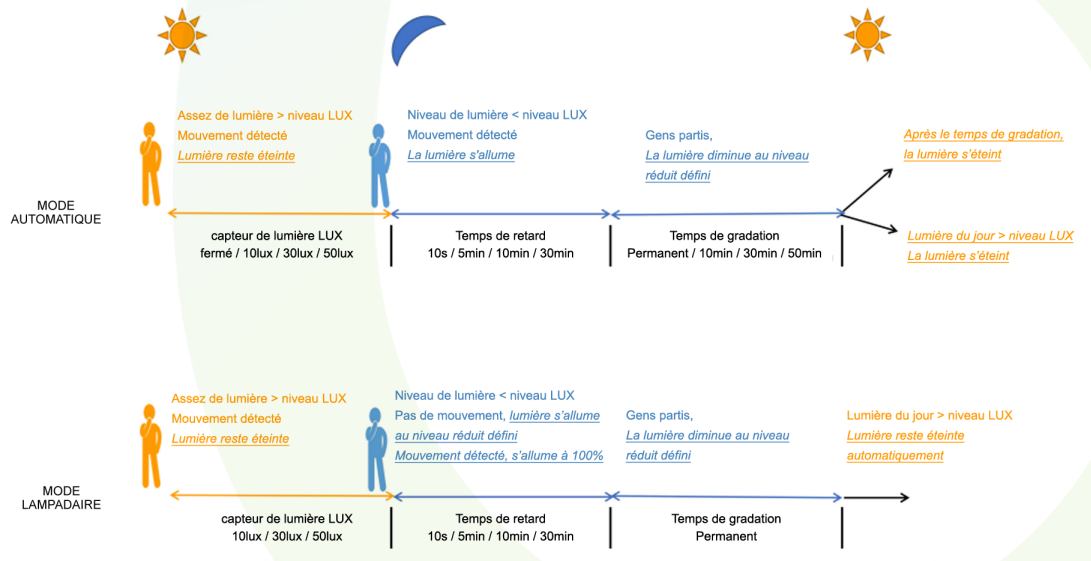 Assez de lumière > niveau LUX
Mouvement détecté
Lumière reste éteinte
Niveau de lumière < niveau LUX
Mouvement détecté
La lumière s'allume
Gens partis,
La lumière diminue au niveau
réduit défini
Après le temps de gradation,
la lumière s’éteint
MODE
AUTOMATIQUE
Lumière du jour > niveau LUX
La lumière s’éteint
capteur de lumière LUX
fermé / 10lux / 30lux / 50lux
Temps de retard
10s / 5min / 10min / 30min
Temps de gradation
Permanent / 10min / 30min / 50min
Assez de lumière > niveau LUX
Mouvement détecté
Lumière reste éteinte
Niveau de lumière < niveau LUX
Pas de mouvement, lumière s’allume
au niveau réduit défini
Mouvement détecté, s’allume à 100%
Gens partis,
La lumière diminue au niveau
réduit défini
Lumière du jour > niveau LUX
Lumière reste éteinte
automatiquement
MODE
LAMPADAIRE
capteur de lumière LUX
10lux / 30lux / 50lux
Temps de retard
10s / 5min / 10min / 30min
Temps de gradation
Permanent